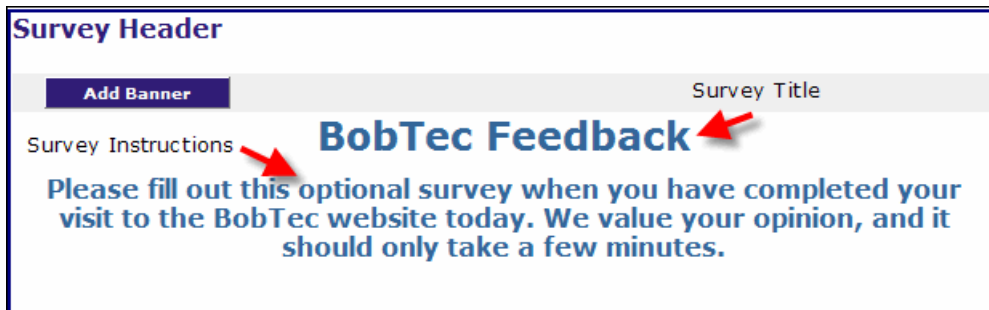 Survey Header
Add Banner
Survey Title
BobTec Feedback
Survey Instructions
Please fill out this optional survey when you have completed your
visit to the BobTec website today. We value your opinion, and it
should only take a few minutes.